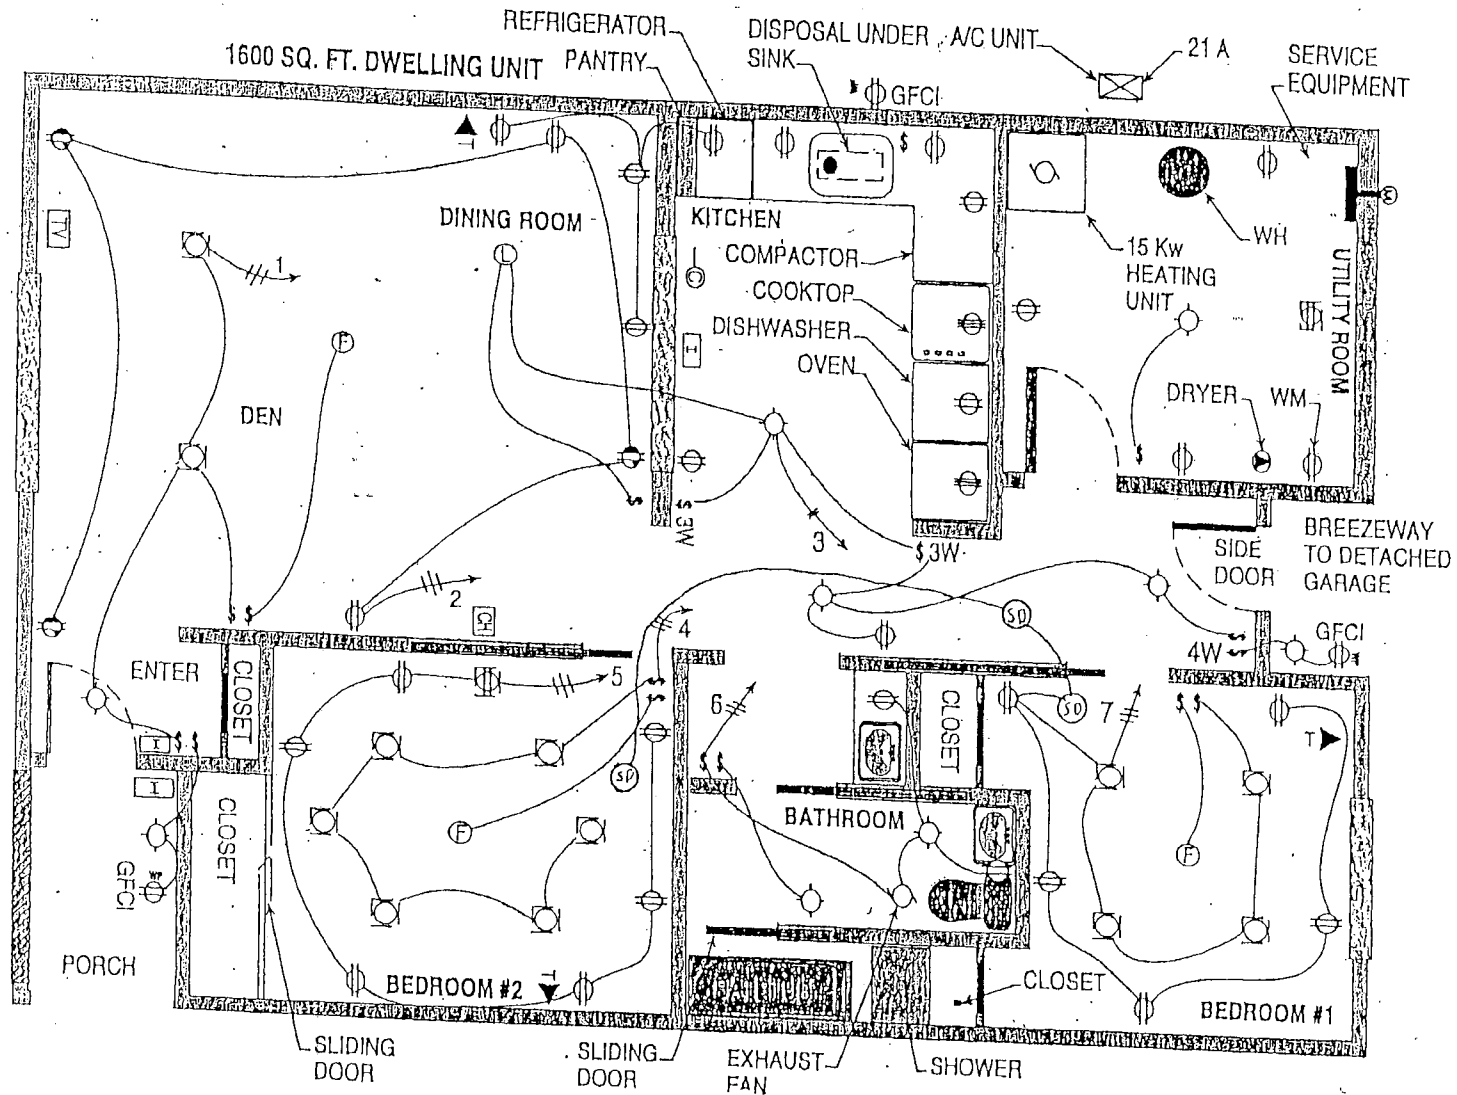 REFRIGERATOR
DISPOSAL UNDER
SINK
A/C UNIT
21 A
SERVICE
EQUIPMENT
1600 SQ. FT. DWELLING UNIT
PANTRY
GFCI
T
TV
1
DINING ROOM
L
KITCHEN
COMPACTOR
COOKTOP
DISHWASHER
OVEN
C
I
15 Kw
HEATING
UNIT
WH
M
UTILITY ROOM
DRYER
WM
F
DEN
$
$3W
3
$3W
$
2
CH
SD
SIDE
DOOR
BREEZEWAY
TO DETACHED
GARAGE
4W
GFCI
ENTER
CLOSET
$ $
4
5
6
7
CLOSET
SD
T
I
I
$ $
$ $
$ $
$ $
SD
F
BATHROOM
F
CLOSET
WP
GFCI
PORCH
BEDROOM #2
T
CLOSET
BEDROOM #1
SLIDING
DOOR
SLIDING
DOOR
EXHAUST
FAN
SHOWER